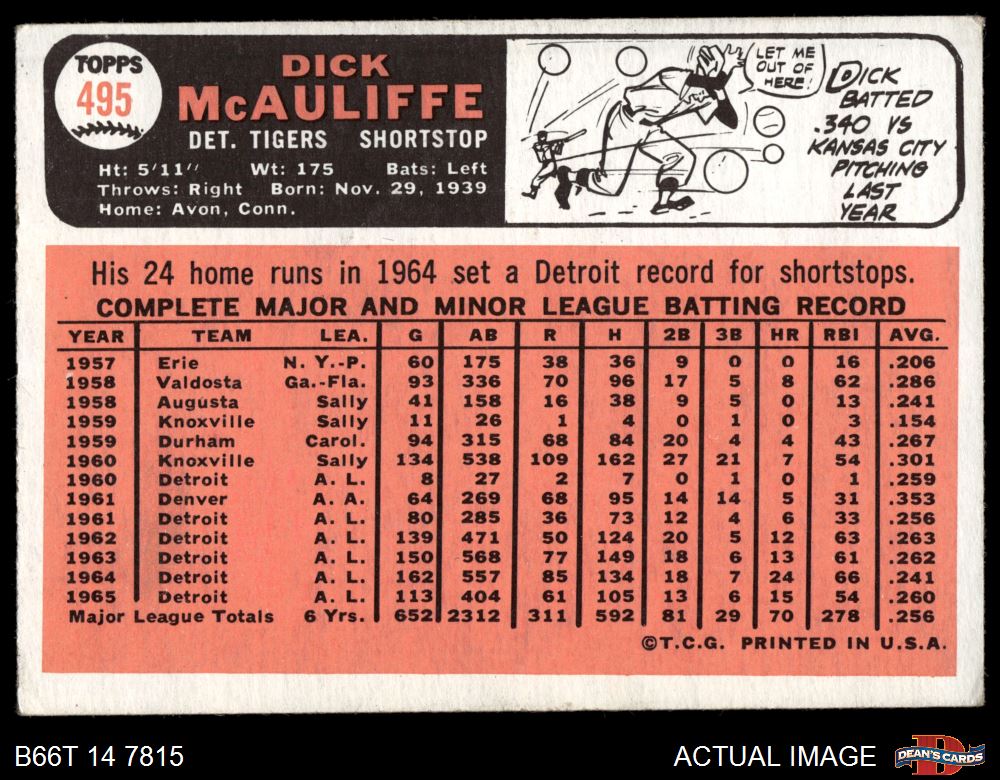 TOPPS
495
DICK
McAULIFFE
DET. TIGERS SHORTSTOP
Ht: 5'11" Wt: 175 Bats: Left
Throws: Right Born: Nov. 29, 1939
Home: Avon, Conn.
LET ME
OUT OF
HERE!
DICK
BATTED
.340 VS
KANSAS CITY
PITCHING
LAST
YEAR
His 24 home runs in 1964 set a Detroit record for shortstops.
COMPLETE MAJOR AND MINOR LEAGUE BATTING RECORD
YEAR TEAM LEA. G AB R H 2B 3B HR RBI AVG.
1957 Erie N. Y.-P. 60 175 38 36 9 0 0 16 .206
1958 Valdosta Ga.-Fla. 93 336 70 96 17 5 8 62 .286
1958 Augusta Sally 41 158 16 38 9 5 0 13 .241
1959 Knoxville Sally 11 26 1 4 0 1 0 3 .154
1959 Durham Carol. 94 315 68 84 20 4 4 43 .267
1960 Knoxville Sally 134 538 109 162 27 21 7 54 .301
1960 Detroit A. L. 8 27 2 7 0 1 0 1 .259
1961 Denver A. A. 64 269 68 95 14 14 5 31 .353
1961 Detroit A. L. 80 285 36 73 12 4 6 33 .256
1962 Detroit A. L. 139 471 50 124 20 5 12 63 .263
1963 Detroit A. L. 150 568 77 149 18 6 13 61 .262
1964 Detroit A. L. 162 557 85 134 18 7 24 66 .241
1965 Detroit A. L. 113 404 61 105 13 6 15 54 .260
Major League Totals 6 Yrs. 652 2312 311 592 81 29 70 278 .256
©T.C.G. PRINTED IN U.S.A.
B66T 14 7815
ACTUAL IMAGE
DEAN'S CARDS